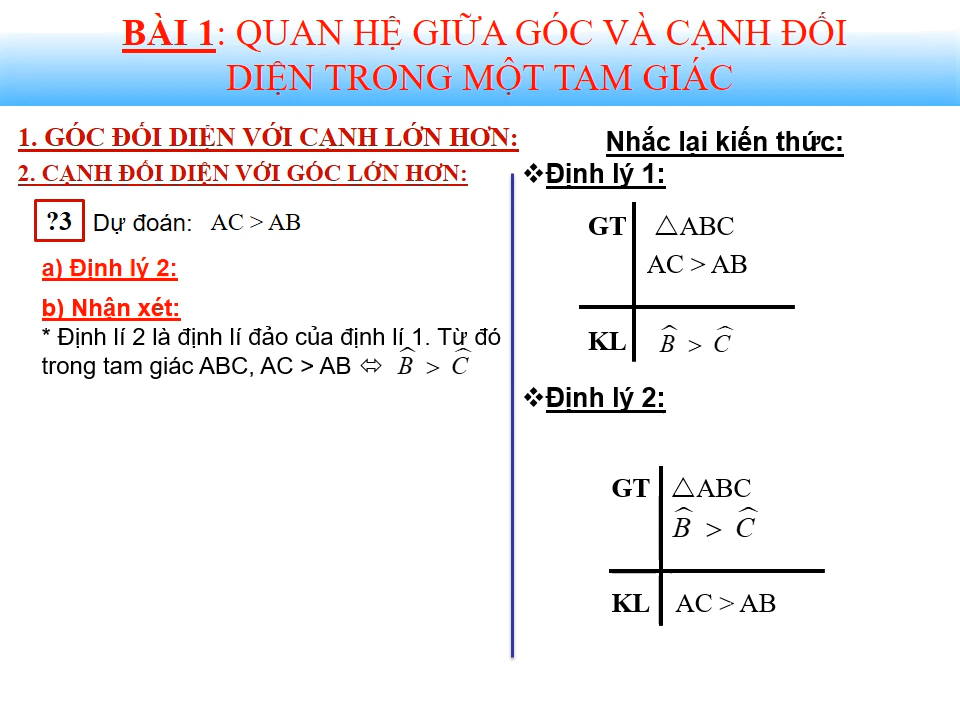 BÀI 1: QUAN HỆ GIỮA GÓC VÀ CẠNH ĐỐI
DIỆN TRONG MỘT TAM GIÁC
1. GÓC ĐỐI DIỆN VỚI CẠNH LỚN HƠN:
2. CẠNH ĐỐI DIỆN VỚI GÓC LỚN HƠN:
?3 Dự đoán: AC > AB
a) Định lý 2:
b) Nhận xét:
* Định lí 2 là định lí đảo của định lí 1. Từ đó
trong tam giác ABC, AC > AB ⇔ B̂ > Ĉ
Nhắc lại kiến thức:
❖Định lý 1:
GT △ABC
AC > AB
KL B̂ > Ĉ
❖Định lý 2:
GT △ABC
B̂ > Ĉ
KL AC > AB